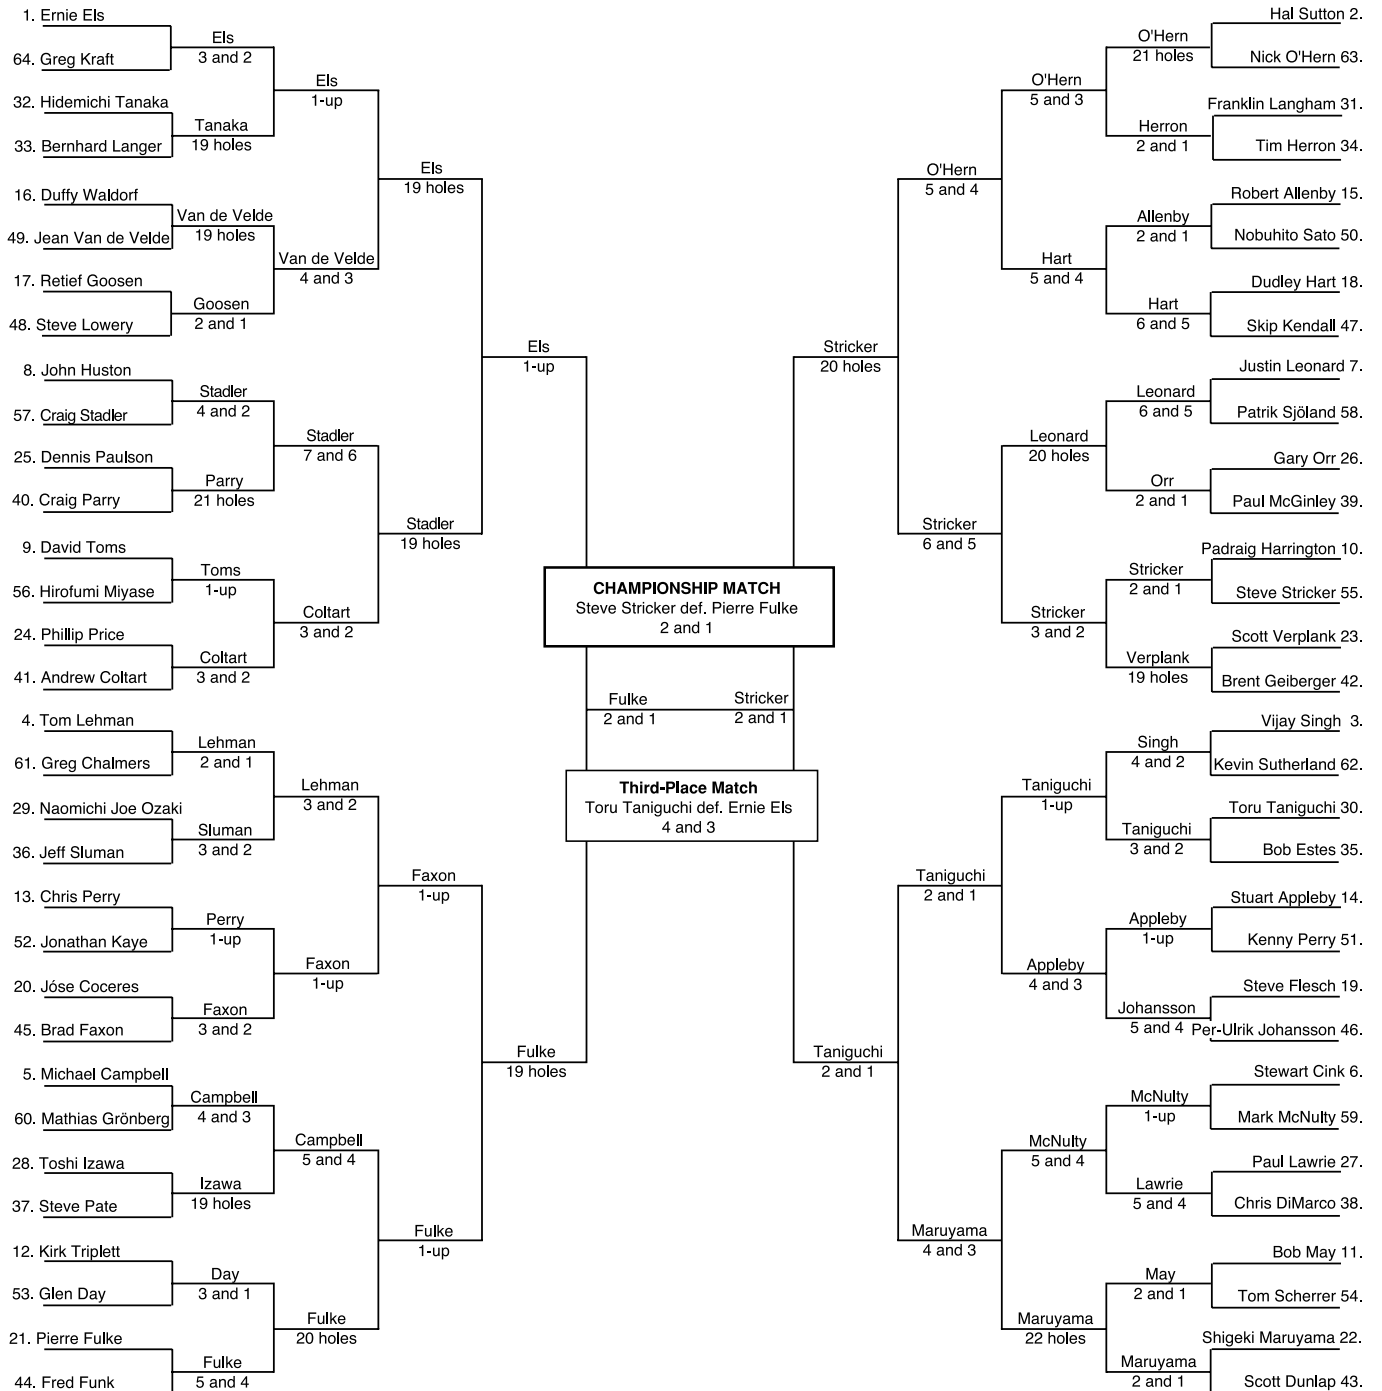 1. Ernie Els
64. Greg Kraft
32. Hidemichi Tanaka
33. Bernhard Langer
16. Duffy Waldorf
49. Jean Van de Velde
17. Retief Goosen
48. Steve Lowery
8. John Huston
57. Craig Stadler
25. Dennis Paulson
40. Craig Parry
9. David Toms
56. Hirofumi Miyase
24. Phillip Price
41. Andrew Coltart
4. Tom Lehman
61. Greg Chalmers
29. Naomichi Joe Ozaki
36. Jeff Sluman
13. Chris Perry
52. Jonathan Kaye
20. Jóse Coceres
45. Brad Faxon
5. Michael Campbell
60. Mathias Grönberg
28. Toshi Izawa
37. Steve Pate
12. Kirk Triplett
53. Glen Day
21. Pierre Fulke
44. Fred Funk
Els
3 and 2
Tanaka
19 holes
Van de Velde
19 holes
Goosen
2 and 1
Stadler
4 and 2
Parry
21 holes
Toms
1-up
Coltart
3 and 2
Lehman
2 and 1
Sluman
3 and 2
Perry
1-up
Faxon
3 and 2
Campbell
4 and 3
Izawa
19 holes
Day
3 and 1
Fulke
5 and 4
Els
1-up
Van de Velde
4 and 3
Stadler
7 and 6
Coltart
3 and 2
Lehman
3 and 2
Faxon
1-up
Campbell
5 and 4
Fulke
20 holes
Els
19 holes
Stadler
19 holes
Faxon
1-up
Fulke
1-up
Els
1-up
Fulke
19 holes
CHAMPIONSHIP MATCH
Steve Stricker def. Pierre Fulke
2 and 1
Fulke
2 and 1
Stricker
2 and 1
Third-Place Match
Toru Taniguchi def. Ernie Els
4 and 3
Stricker
20 holes
Taniguchi
2 and 1
O'Hern
5 and 4
Stricker
6 and 5
Taniguchi
2 and 1
Maruyama
4 and 3
O'Hern
5 and 3
Hart
5 and 4
Leonard
20 holes
Stricker
3 and 2
Taniguchi
1-up
Appleby
4 and 3
McNulty
5 and 4
Maruyama
22 holes
O'Hern
21 holes
Herron
2 and 1
Allenby
2 and 1
Hart
6 and 5
Leonard
6 and 5
Orr
2 and 1
Stricker
2 and 1
Verplank
19 holes
Singh
4 and 2
Taniguchi
3 and 2
Appleby
1-up
Johansson
5 and 4
McNulty
1-up
Lawrie
5 and 4
May
2 and 1
Maruyama
2 and 1
Hal Sutton 2.
Nick O'Hern 63.
Franklin Langham 31.
Tim Herron 34.
Robert Allenby 15.
Nobuhito Sato 50.
Dudley Hart 18.
Skip Kendall 47.
Justin Leonard 7.
Patrik Sjöland 58.
Gary Orr 26.
Paul McGinley 39.
Padraig Harrington 10.
Steve Stricker 55.
Scott Verplank 23.
Brent Geiberger 42.
Vijay Singh 3.
Kevin Sutherland 62.
Toru Taniguchi 30.
Bob Estes 35.
Stuart Appleby 14.
Kenny Perry 51.
Steve Flesch 19.
Per-Ulrik Johansson 46.
Stewart Cink 6.
Mark McNulty 59.
Paul Lawrie 27.
Chris DiMarco 38.
Bob May 11.
Tom Scherrer 54.
Shigeki Maruyama 22.
Scott Dunlap 43.